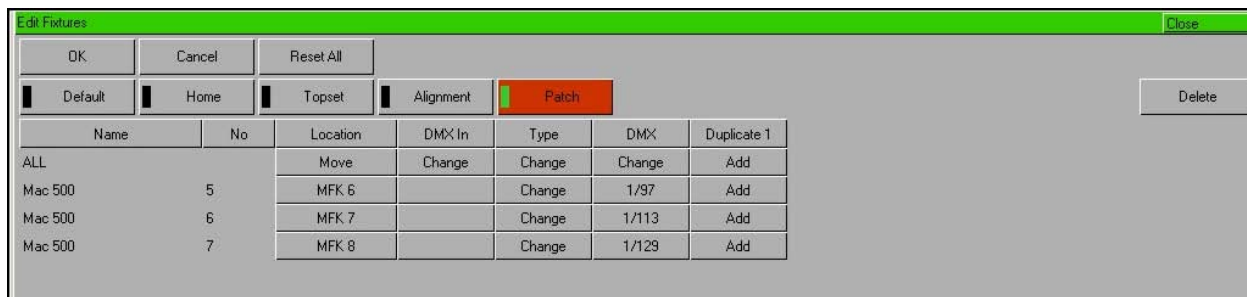 Edit Fixtures Close
OK Cancel Reset All
Default Home Topset Alignment Patch Delete
Name No Location DMX In Type DMX Duplicate 1
ALL Move Change Change Change Add
Mac 500 5 MFK 6 Change 1/97 Add
Mac 500 6 MFK 7 Change 1/113 Add
Mac 500 7 MFK 8 Change 1/129 Add